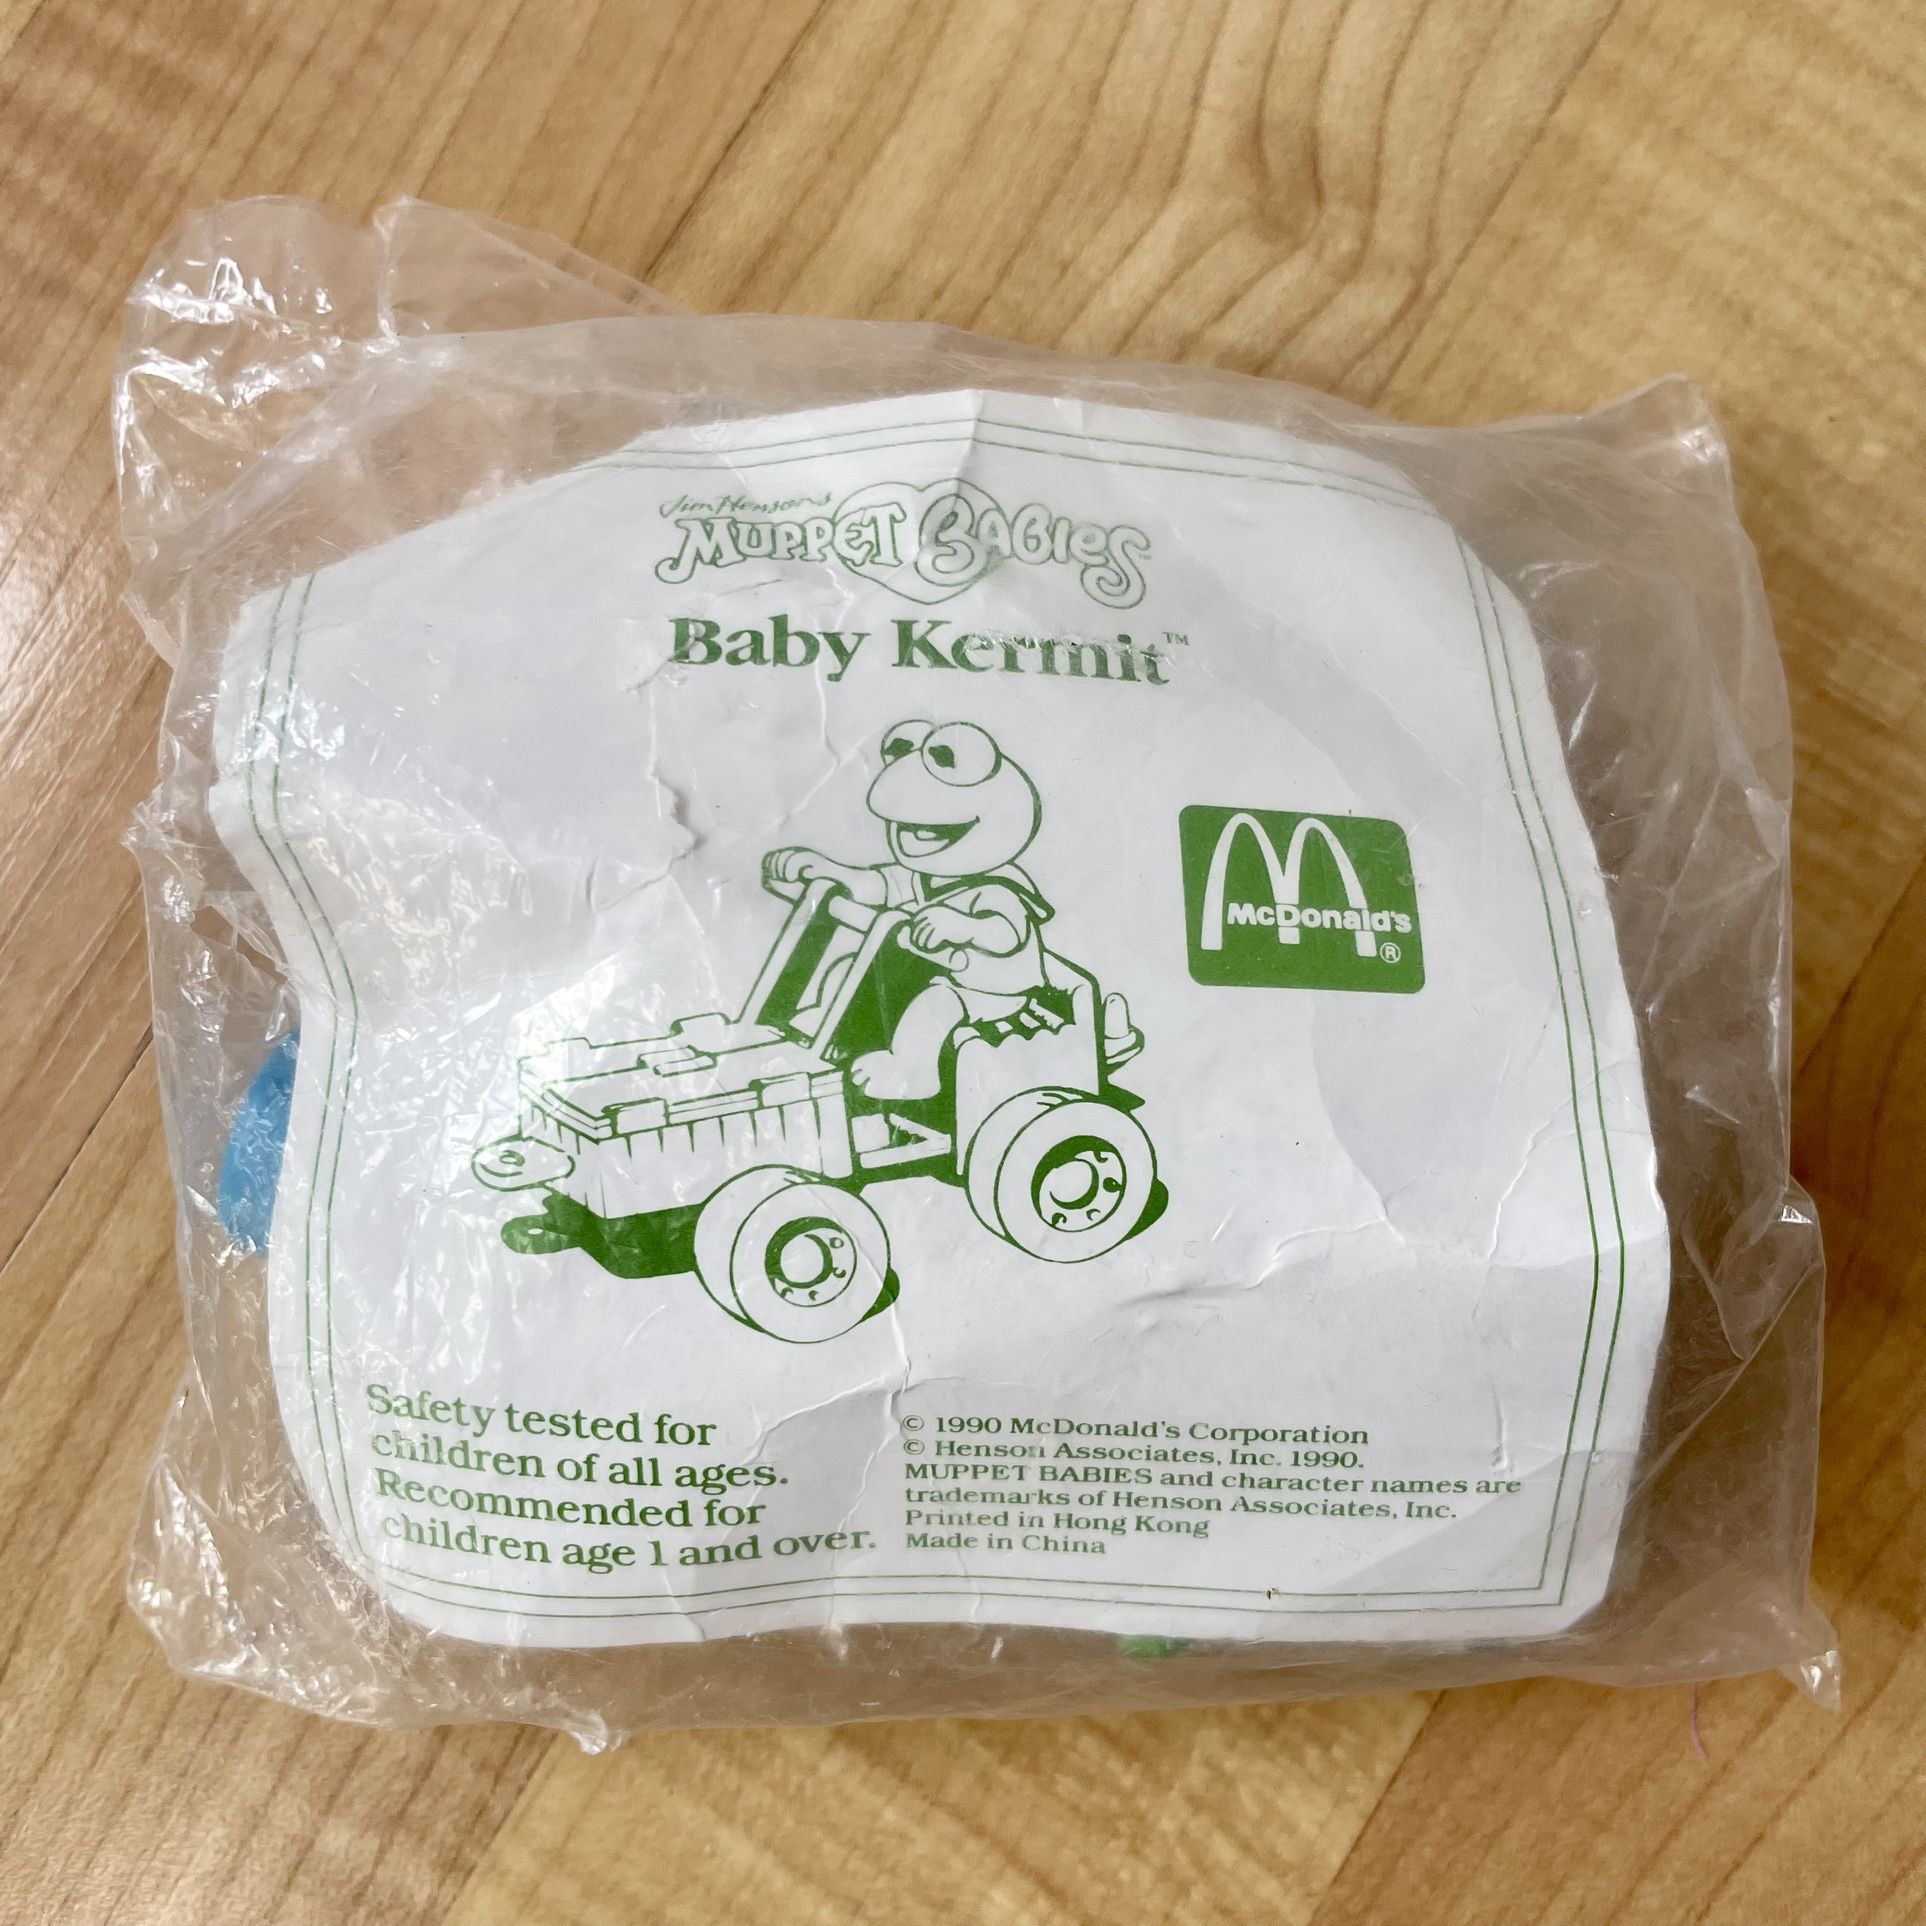 Jim Henson's
MUPPET BABIES™
Baby Kermit™
McDonald's
®
Safety tested for
children of all ages.
Recommended for
children age 1 and over.
© 1990 McDonald's Corporation
© Henson Associates, Inc. 1990.
MUPPET BABIES and character names are
trademarks of Henson Associates, Inc.
Printed in Hong Kong
Made in China